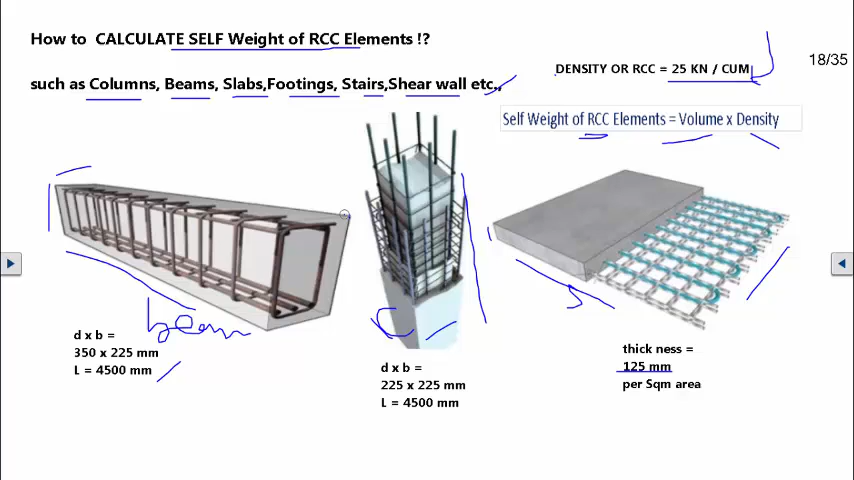 How to CALCULATE SELF Weight of RCC Elements !?
DENSITY OR RCC = 25 KN / CUM
18/35
such as Columns, Beams, Slabs,Footings, Stairs,Shear wall etc.,
Self Weight of RCC Elements = Volume x Density
beam
d x b =
350 x 225 mm
L = 4500 mm
C
d x b =
225 x 225 mm
L = 4500 mm
S
thick ness =
125 mm
per Sqm area